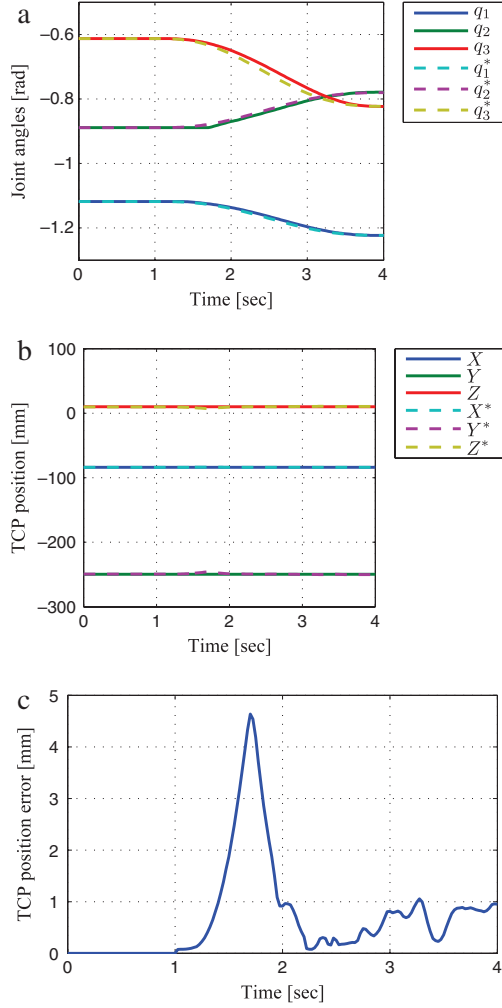 a
−0.6
−0.8
−1
−1.2
Joint angles [rad]
0 1 2 3 4
Time [sec]
q₁
q₂
q₃
q₁*
q₂*
q₃*
b
100
0
−100
−200
−300
TCP position [mm]
0 1 2 3 4
Time [sec]
X
Y
Z
X*
Y*
Z*
c
5
4
3
2
1
0
TCP position error [mm]
0 1 2 3 4
Time [sec]